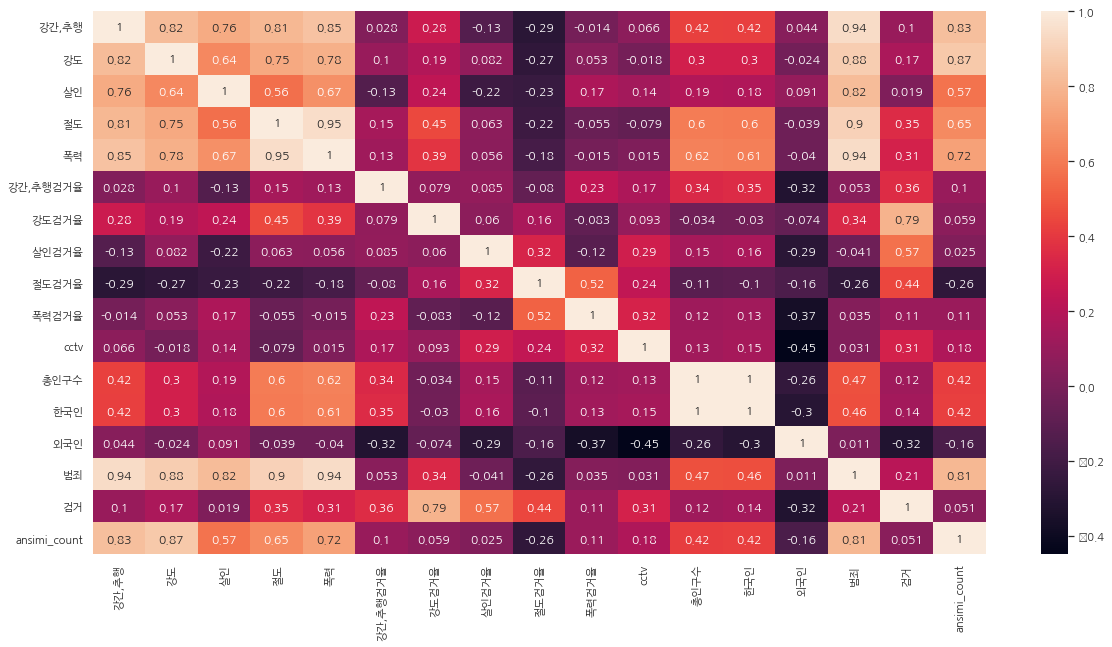 강간,추행 1 0.82 0.76 0.81 0.85 0.028 0.28 -0.13 -0.29 -0.014 0.066 0.42 0.42 0.044 0.94 0.1 0.83
강도 0.82 1 0.64 0.75 0.78 0.1 0.19 0.082 -0.27 0.053 -0.018 0.3 0.3 -0.024 0.88 0.17 0.87
살인 0.76 0.64 1 0.56 0.67 -0.13 0.24 -0.22 -0.23 0.17 0.14 0.19 0.18 0.091 0.82 0.019 0.57
절도 0.81 0.75 0.56 1 0.95 0.15 0.45 0.063 -0.22 -0.055 -0.079 0.6 0.6 -0.039 0.9 0.35 0.65
폭력 0.85 0.78 0.67 0.95 1 0.13 0.39 0.056 -0.18 -0.015 0.015 0.62 0.61 -0.04 0.94 0.31 0.72
강간,추행검거율 0.028 0.1 -0.13 0.15 0.13 1 0.079 0.085 -0.08 0.23 0.17 0.34 0.35 -0.32 0.053 0.36 0.1
강도검거율 0.28 0.19 0.24 0.45 0.39 0.079 1 0.06 0.16 -0.083 0.093 -0.034 -0.03 -0.074 0.34 0.79 0.059
살인검거율 -0.13 0.082 -0.22 0.063 0.056 0.085 0.06 1 0.32 -0.12 0.29 0.15 0.16 -0.29 -0.041 0.57 0.025
절도검거율 -0.29 -0.27 -0.23 -0.22 -0.18 -0.08 0.16 0.32 1 0.52 0.24 -0.11 -0.1 -0.16 -0.26 0.44 -0.26
폭력검거율 -0.014 0.053 0.17 -0.055 -0.015 0.23 -0.083 -0.12 0.52 1 0.32 0.12 0.13 -0.37 0.035 0.11 0.11
cctv 0.066 -0.018 0.14 -0.079 0.015 0.17 0.093 0.29 0.24 0.32 1 0.13 0.15 -0.45 0.031 0.31 0.18
총인구수 0.42 0.3 0.19 0.6 0.62 0.34 -0.034 0.15 -0.11 0.12 0.13 1 1 -0.26 0.47 0.12 0.42
한국인 0.42 0.3 0.18 0.6 0.61 0.35 -0.03 0.16 -0.1 0.13 0.15 1 1 -0.3 0.46 0.14 0.42
외국인 0.044 -0.024 0.091 -0.039 -0.04 -0.32 -0.074 -0.29 -0.16 -0.37 -0.45 -0.26 -0.3 1 0.011 -0.32 -0.16
범죄 0.94 0.88 0.82 0.9 0.94 0.053 0.34 -0.041 -0.26 0.035 0.031 0.47 0.46 0.011 1 0.21 0.81
검거 0.1 0.17 0.019 0.35 0.31 0.36 0.79 0.57 0.44 0.11 0.31 0.12 0.14 -0.32 0.21 1 0.051
ansimi_count 0.83 0.87 0.57 0.65 0.72 0.1 0.059 0.025 -0.26 0.11 0.18 0.42 0.42 -0.16 0.81 0.051 1
강간,추행
강도
살인
절도
폭력
강간,추행검거율
강도검거율
살인검거율
절도검거율
폭력검거율
cctv
총인구수
한국인
외국인
범죄
검거
ansimi_count
1.0
0.8
0.6
0.4
0.2
0.0
0.2
0.4